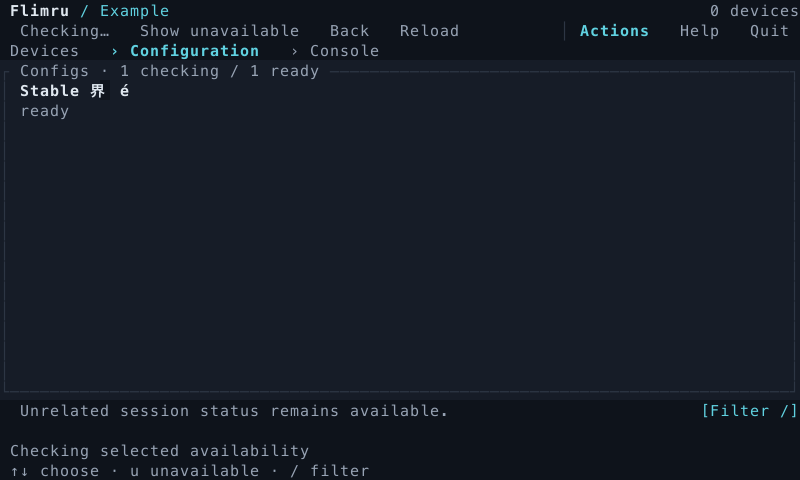 Flimru / Example 0 devices
Checking… Show unavailable Back Reload Actions Help Quit
Devices › Configuration › Console
Configs · 1 checking / 1 ready
Stable 界 é
ready
Unrelated session status remains available. [Filter /]
Checking selected availability
↑↓ choose · u unavailable · / filter